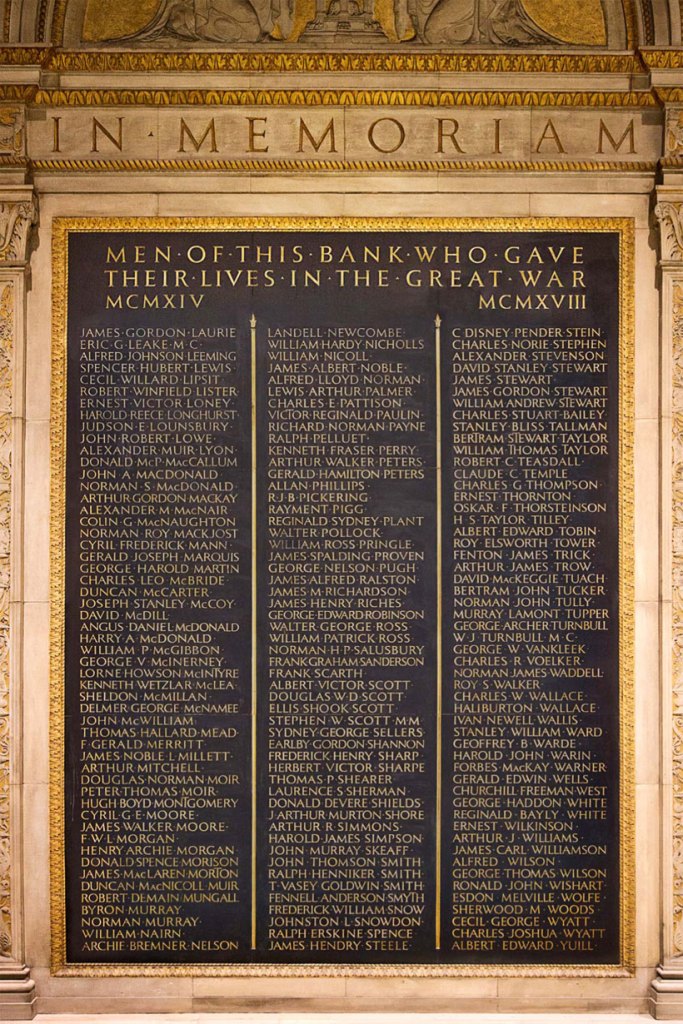 IN · MEMORIAM
MEN · OF · THIS · BANK · WHO · GAVE
THEIR · LIVES · IN · THE · GREAT · WAR
MCMXIV MCMXVIII
JAMES · GORDON · LAURIE
ERIC · G · LEAKE · M · C ·
ALFRED · JOHNSON · LEEMING
SPENCER · HUBERT · LEWIS ·
CECIL · WILLARD · LIPSIT ·
ROBERT · WINFIELD · LISTER
ERNEST · VICTOR · LONEY ·
HAROLD · REECE · LONGHURST
JUDSON · E · LOUNSBURY ·
JOHN · ROBERT · LOWE ·
ALEXANDER · MUIR · LYON ·
DONALD · McP · MacCALLUM
JOHN · A · MACDONALD ·
NORMAN · S · MacDONALD
ARTHUR · GORDON · MACKAY
ALEXANDER · M · MacNAIR
COLIN · G · MacNAUGHTON
NORMAN · ROY · MACKJOST
CYRIL · FREDERICK · MANN ·
GERALD · JOSEPH · MARQUIS
GEORGE · HAROLD · MARTIN
CHARLES · LEO · McBRIDE ·
DUNCAN · McCARTER ·
JOSEPH · STANLEY · McCOY ·
DAVID · McDILL ·
ANGUS · DANIEL · McDONALD
HARRY · A · McDONALD ·
WILLIAM · P · McGIBBON ·
GEORGE · V · McINERNEY ·
LORNE · HOWSON · McINTYRE
KENNETH · WETZLAR · McLEA ·
SHELDON · McMILLAN ·
DELMER · GEORGE · McNAMEE
JOHN · McWILLIAM ·
THOMAS · HALLARD · MEAD ·
F · GERALD · MERRITT ·
JAMES · NOBLE · L · MILLETT ·
ARTHUR · MITCHELL ·
DOUGLAS · NORMAN · MOIR
PETER · THOMAS · MOIR ·
HUGH · BOYD · MONTGOMERY
CYRIL · G · E · MOORE ·
JAMES · WALKER · MOORE ·
F · W · L · MORGAN ·
HENRY · ARCHIE · MORGAN
DONALD · SPENCE · MORISON
JAMES · MacLAREN · MORTON
DUNCAN · MacNICOLL · MUIR
ROBERT · DEMAIN · MUNGALL
BYRON · MURRAY ·
NORMAN · MURRAY ·
WILLIAM · NAIRN ·
ARCHIE · BREMNER · NELSON
LANDELL · NEWCOMBE ·
WILLIAM · HARDY · NICHOLLS
WILLIAM · NICOLL ·
JAMES · ALBERT · NOBLE ·
ALFRED · LLOYD · NORMAN ·
LEWIS · ARTHUR · PALMER ·
CHARLES · E · PATTISON ·
VICTOR · REGINALD · PAULIN ·
RICHARD · NORMAN · PAYNE
RALPH · PELLUET ·
KENNETH · FRASER · PERRY ·
ARTHUR · WALKER · PETERS ·
GERALD · HAMILTON · PETERS
ALLAN · PHILLIPS ·
R · J · B · PICKERING ·
RAYMENT · PIGG ·
REGINALD · SYDNEY · PLANT
WALTER · POLLOCK ·
WILLIAM · ROSS · PRINGLE ·
JAMES · SPALDING · PROVEN
GEORGE · NELSON · PUGH ·
JAMES · ALFRED · RALSTON ·
JAMES · M · RICHARDSON ·
JAMES · HENRY · RICHES ·
GEORGE · EDWARD · ROBINSON
WALTER · GEORGE · ROSS ·
WILLIAM · PATRICK · ROSS ·
NORMAN · H · P · SALUSBURY
FRANK · GRAHAM · SANDERSON
FRANK · SCARTH ·
ALBERT · VICTOR · SCOTT ·
DOUGLAS · W · D · SCOTT ·
ELLIS · SHOOK · SCOTT ·
STEPHEN · W · SCOTT · M · M ·
SYDNEY · GEORGE · SELLERS ·
EARLBY · GORDON · SHANNON
FREDERICK · HENRY · SHARP ·
HERBERT · VICTOR · SHARPE
THOMAS · P · SHEARER ·
LAURENCE · S · SHERMAN ·
DONALD · DEVERE · SHIELDS ·
J · ARTHUR · MURTON · SHORE
ARTHUR · R · SIMMONS ·
HAROLD · JAMES · SIMPSON
JOHN · MURRAY · SKEAFF ·
JOHN · THOMSON · SMITH ·
RALPH · HENNIKER · SMITH ·
T · VASEY · GOLDWIN · SMITH ·
FENNELL · ANDERSON · SMYTH
FREDERICK · WILLIAM · SNOW
JOHNSTON · L · SNOWDON ·
RALPH · ERSKINE · SPENCE ·
JAMES · HENDRY · STEELE ·
C · DISNEY · PENDER · STEIN ·
CHARLES · NORIE · STEPHEN
ALEXANDER · STEVENSON
DAVID · STANLEY · STEWART
JAMES · STEWART ·
JAMES · GORDON · STEWART
WILLIAM · ANDREW · STEWART
CHARLES · STUART · BAILEY
STANLEY · BLISS · TALLMAN
BERTRAM · STEWART · TAYLOR
WILLIAM · THOMAS · TAYLOR
ROBERT · C · TEASDALL ·
CLAUDE · C · TEMPLE ·
CHARLES · G · THOMPSON ·
ERNEST · THORNTON ·
OSKAR · F · THORSTEINSON
H · S · TAYLOR · TILLEY ·
ALBERT · EDWARD · TOBIN ·
ROY · ELSWORTH · TOWER ·
FENTON · JAMES · TRICK ·
ARTHUR · JAMES · TROW ·
DAVID · MacKEGGIE · TUACH
BERTRAM · JOHN · TUCKER
NORMAN · JOHN · TULLY ·
MURRAY · LAMONT · TUPPER
GEORGE · ARCHER · TURNBULL
W · J · TURNBULL · M · C ·
GEORGE · W · VANKLEEK ·
CHARLES · R · VOELKER ·
NORMAN · JAMES · WADDELL
ROY · S · WALKER ·
CHARLES · W · WALLACE ·
HALIBURTON · WALLACE ·
IVAN · NEWELL · WALLIS ·
STANLEY · WILLIAM · WARD
GEOFFREY · B · WARDE ·
HAROLD · JOHN · WARIN ·
FORBES · MacKAY · WARNER
GERALD · EDWIN · WELLS ·
CHURCHILL · FREEMAN · WEST
GEORGE · HADDON · WHITE
REGINALD · BAYLY · WHITE
ERNEST · WILKINSON ·
ARTHUR · J · WILLIAMS ·
JAMES · CARL · WILLIAMSON
ALFRED · WILSON ·
GEORGE · THOMAS · WILSON
RONALD · JOHN · WISHART
ESDON · MELVILLE · WOLFE ·
SHERWOOD · M · WOODS ·
CECIL · GEORGE · WYATT ·
CHARLES · JOSHUA · WYATT
ALBERT · EDWARD · YUILL ·